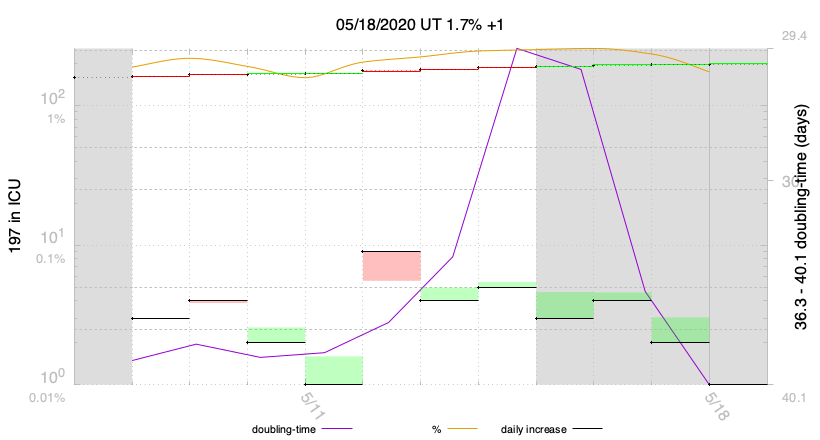 05/18/2020 UT 1.7% +1
29.4
10²
1%
30
197 in ICU
36.3 - 40.1 doubling-time (days)
10¹
0.1%
10⁰
0.01%
40.1
5/11
5/18
doubling-time
%
daily increase